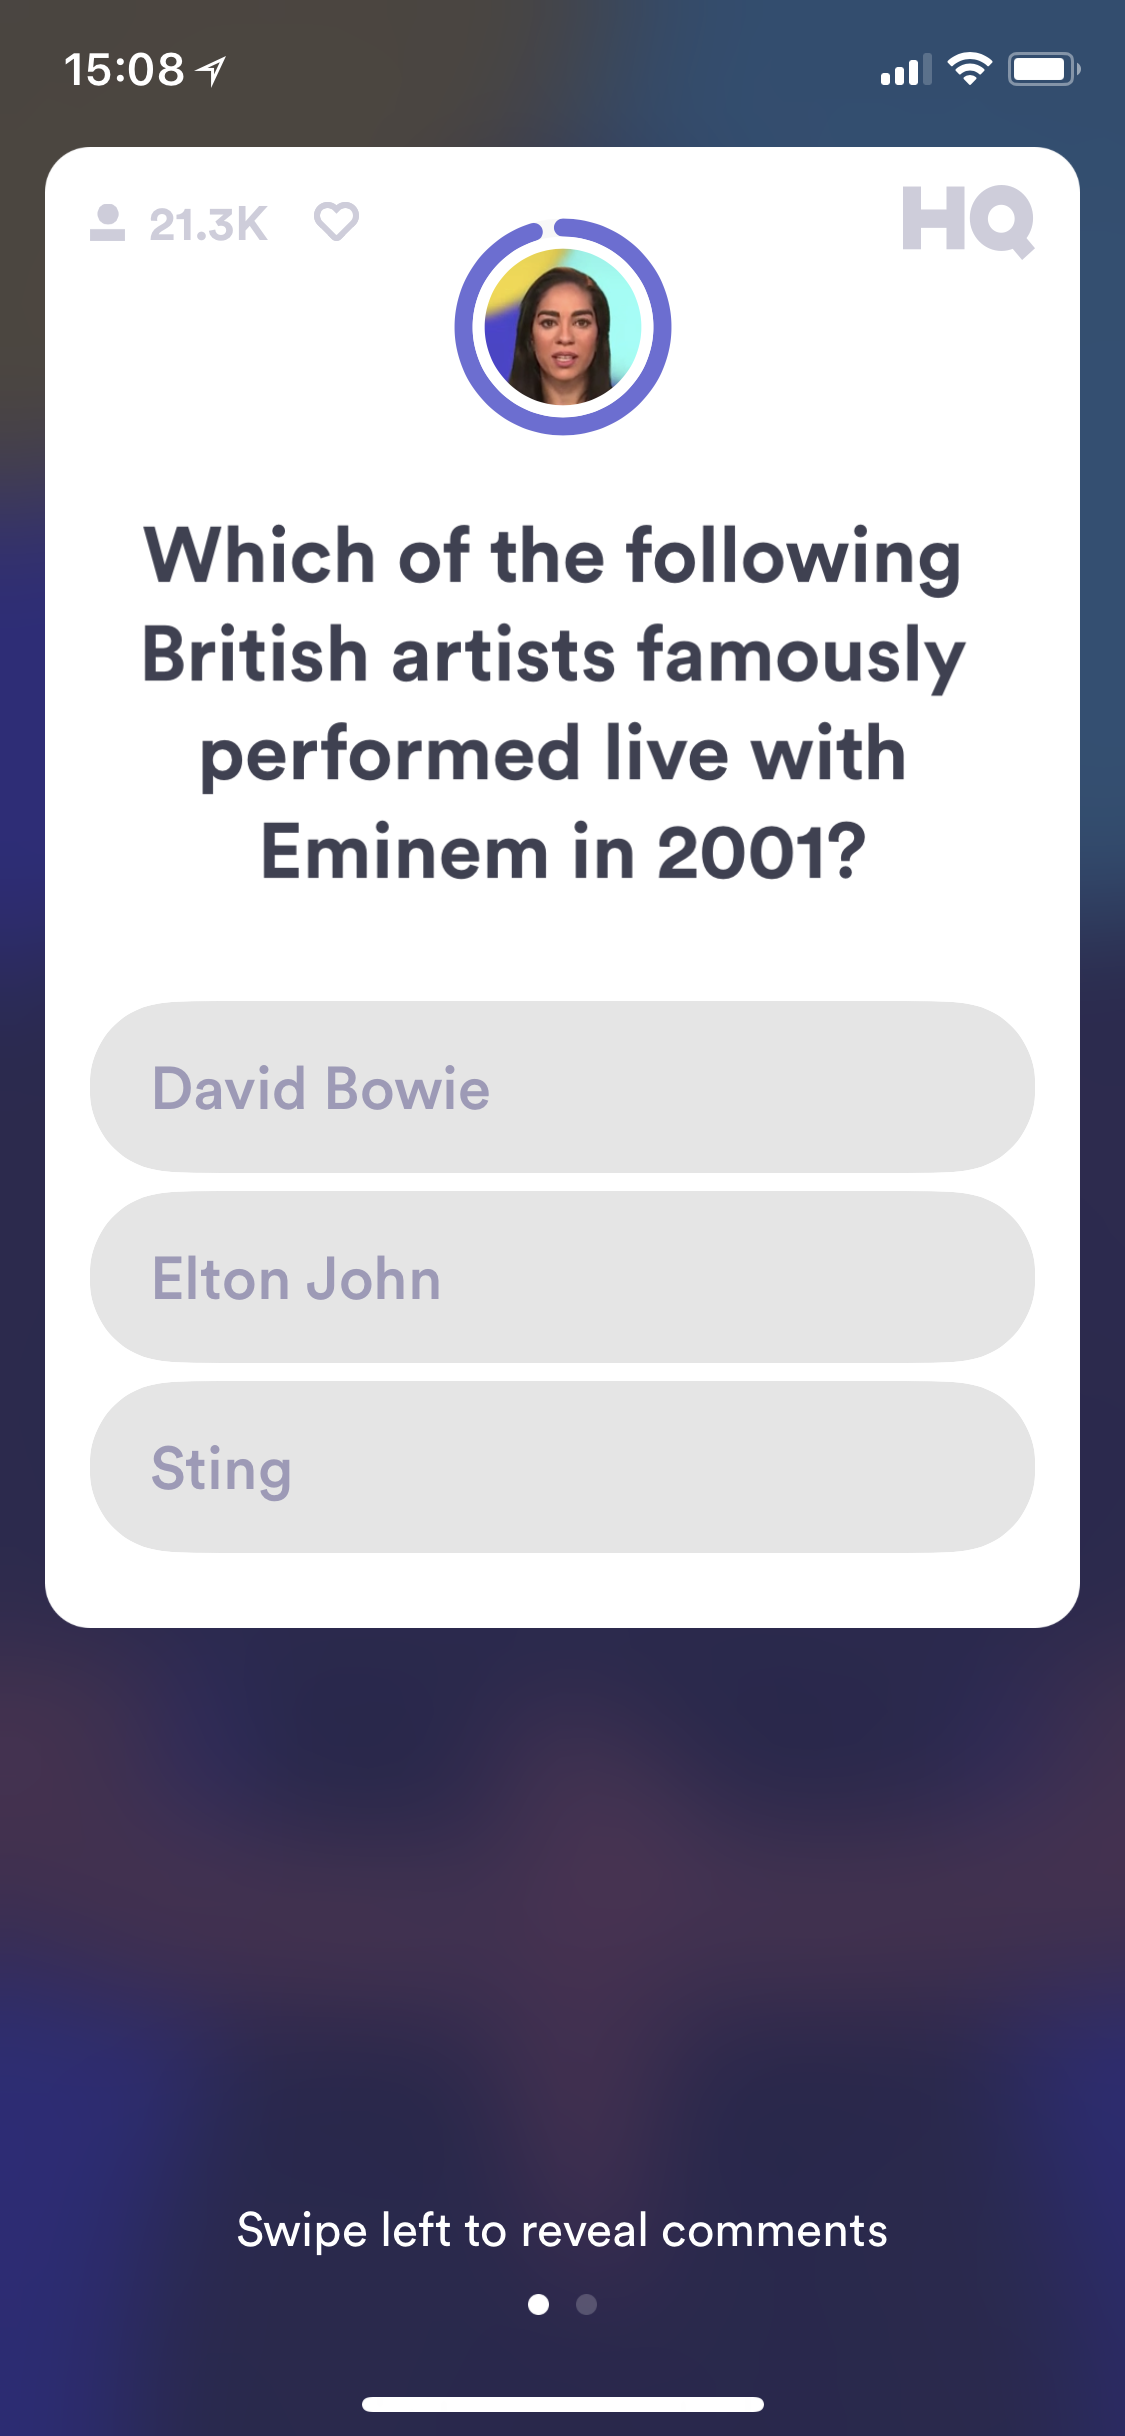 15:08
21.3K
HQ
Which of the following
British artists famously
performed live with
Eminem in 2001?
David Bowie
Elton John
Sting
Swipe left to reveal comments